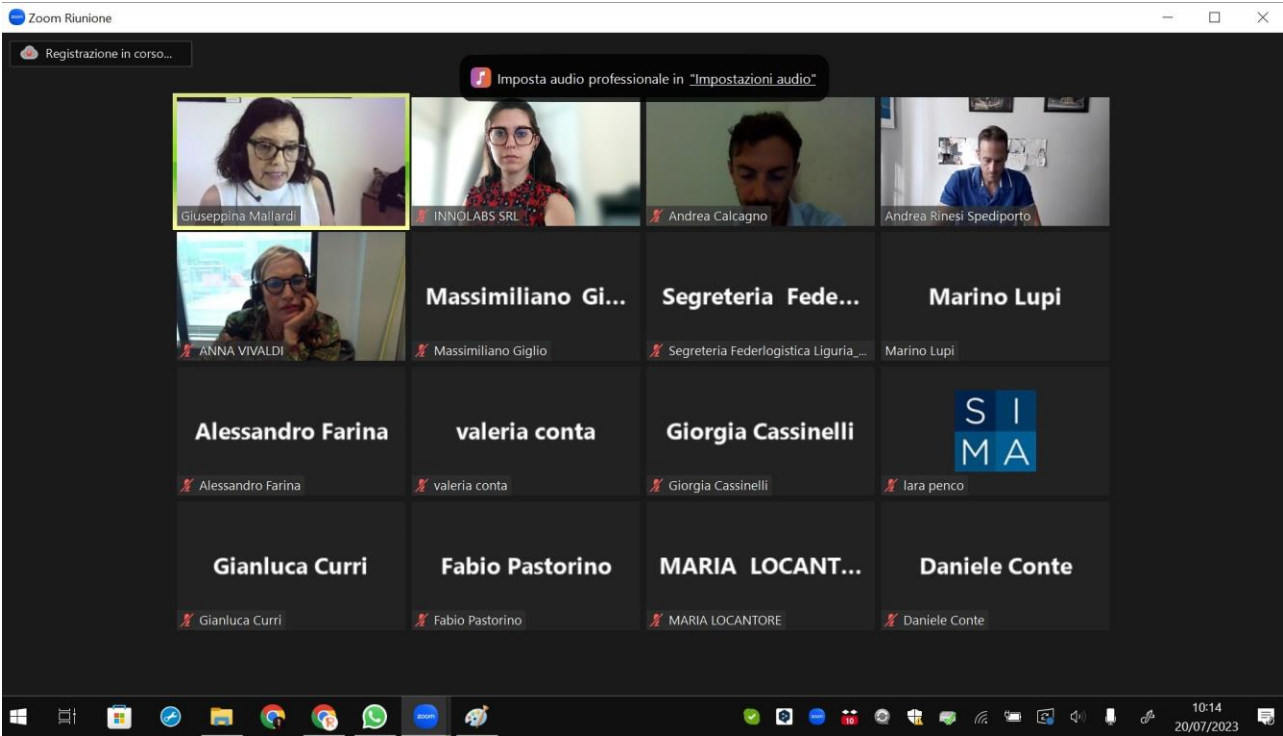 Zoom Riunione
Registrazione in corso...
Imposta audio professionale in "Impostazioni audio"
Giuseppina Mallardi
INNOLABS SRL
Andrea Calcagno
Andrea Rinesi Spediporto
ANNA VIVALDI
Massimiliano Gi...
Massimiliano Giglio
Segreteria Fede...
Segreteria Federlogistica Liguria_...
Marino Lupi
Marino Lupi
Alessandro Farina
Alessandro Farina
valeria conta
valeria conta
Giorgia Cassinelli
Giorgia Cassinelli
S I
M A
lara penco
Gianluca Curri
Gianluca Curri
Fabio Pastorino
Fabio Pastorino
MARIA LOCANT...
MARIA LOCANTORE
Daniele Conte
Daniele Conte
zoom
10
10:14
20/07/2023